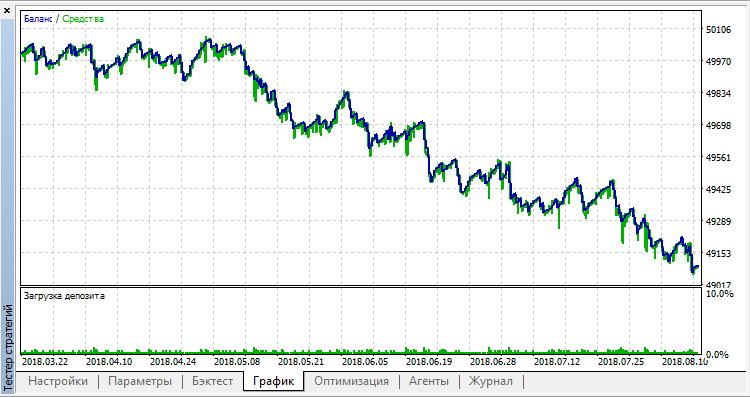 Баланс / Средства
50106
49970
49834
49698
49561
49425
49289
49153
49017
Загрузка депозита
10.0%
0.0%
2018.03.22 2018.04.10 2018.04.24 2018.05.08 2018.05.21 2018.06.05 2018.06.19 2018.06.28 2018.07.12 2018.07.25 2018.08.10
Тестер стратегий
Настройки Параметры Бэктест График Оптимизация Агенты Журнал